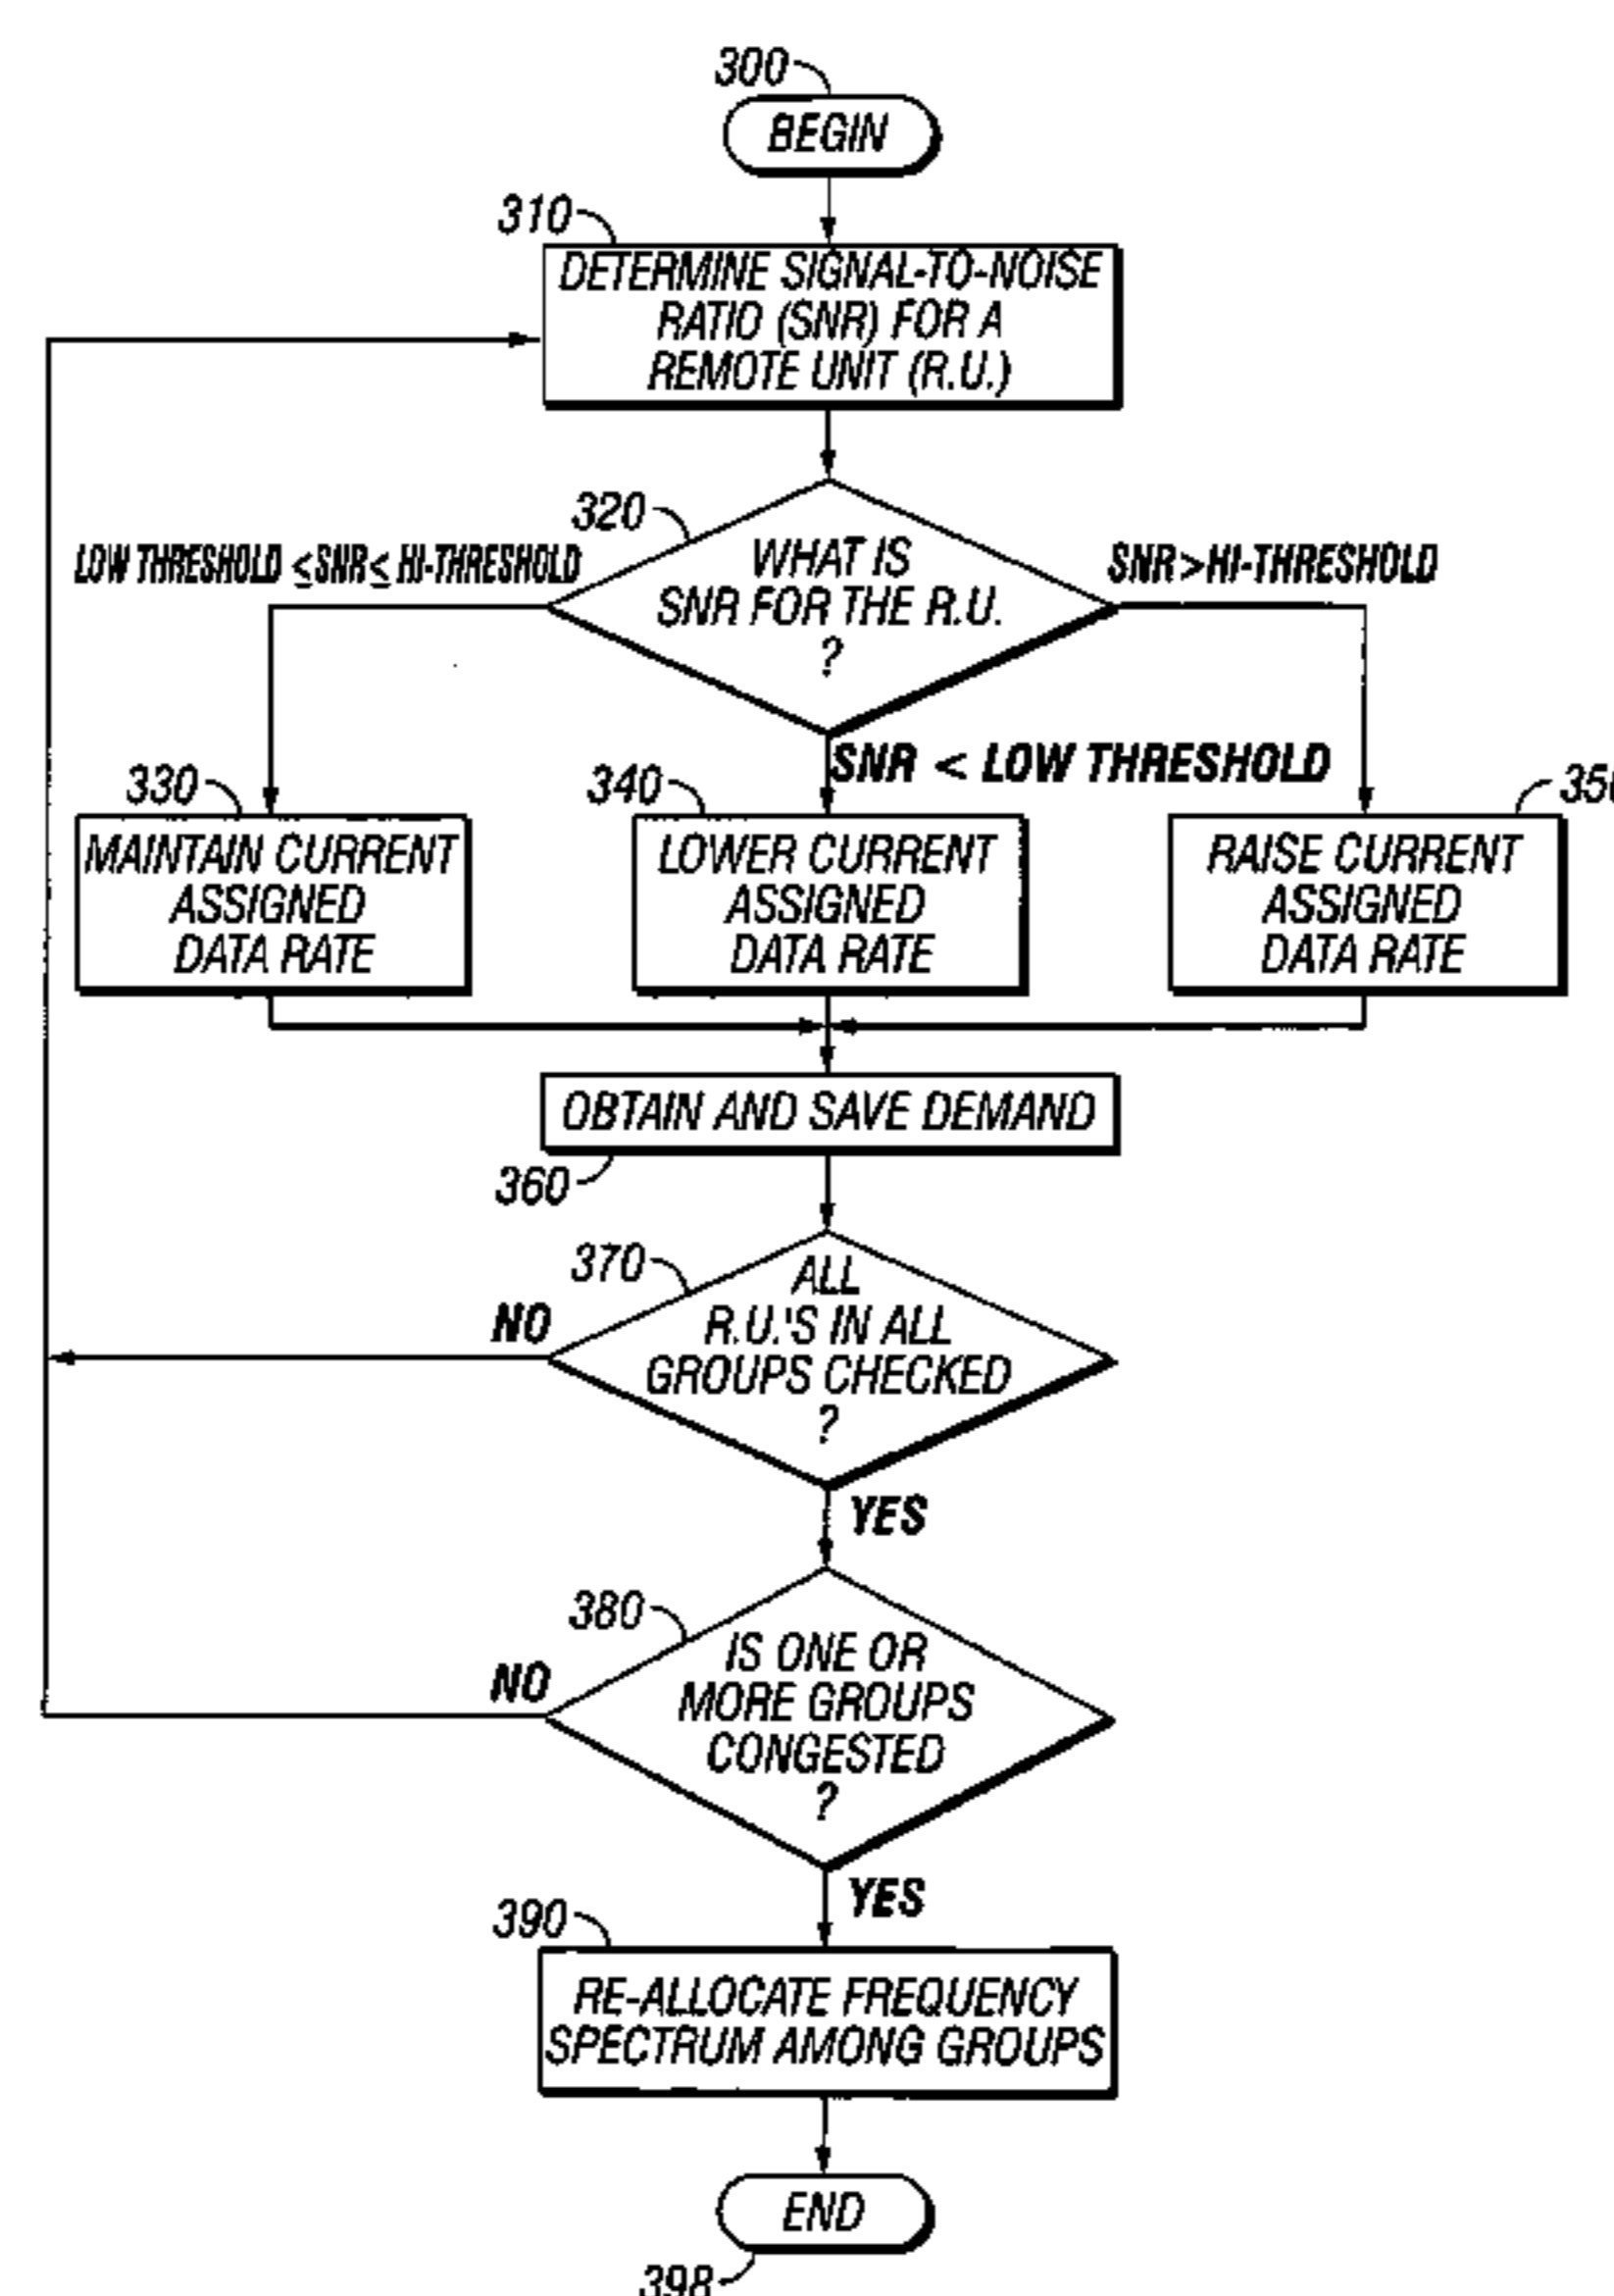 300
BEGIN
310
DETERMINE SIGNAL-TO-NOISE
RATIO (SNR) FOR A
REMOTE UNIT (R.U.)
320
LOW THRESHOLD ≤SNR≤ HI-THRESHOLD
WHAT IS
SNR FOR THE R.U.
?
SNR>HI-THRESHOLD
SNR < LOW THRESHOLD
330
MAINTAIN CURRENT
ASSIGNED
DATA RATE
340
LOWER CURRENT
ASSIGNED
DATA RATE
350
RAISE CURRENT
ASSIGNED
DATA RATE
OBTAIN AND SAVE DEMAND
360
370
ALL
R.U.'S IN ALL
GROUPS CHECKED
?
NO
YES
380
IS ONE OR
MORE GROUPS
CONGESTED
?
NO
YES
390
RE-ALLOCATE FREQUENCY
SPECTRUM AMONG GROUPS
END
398